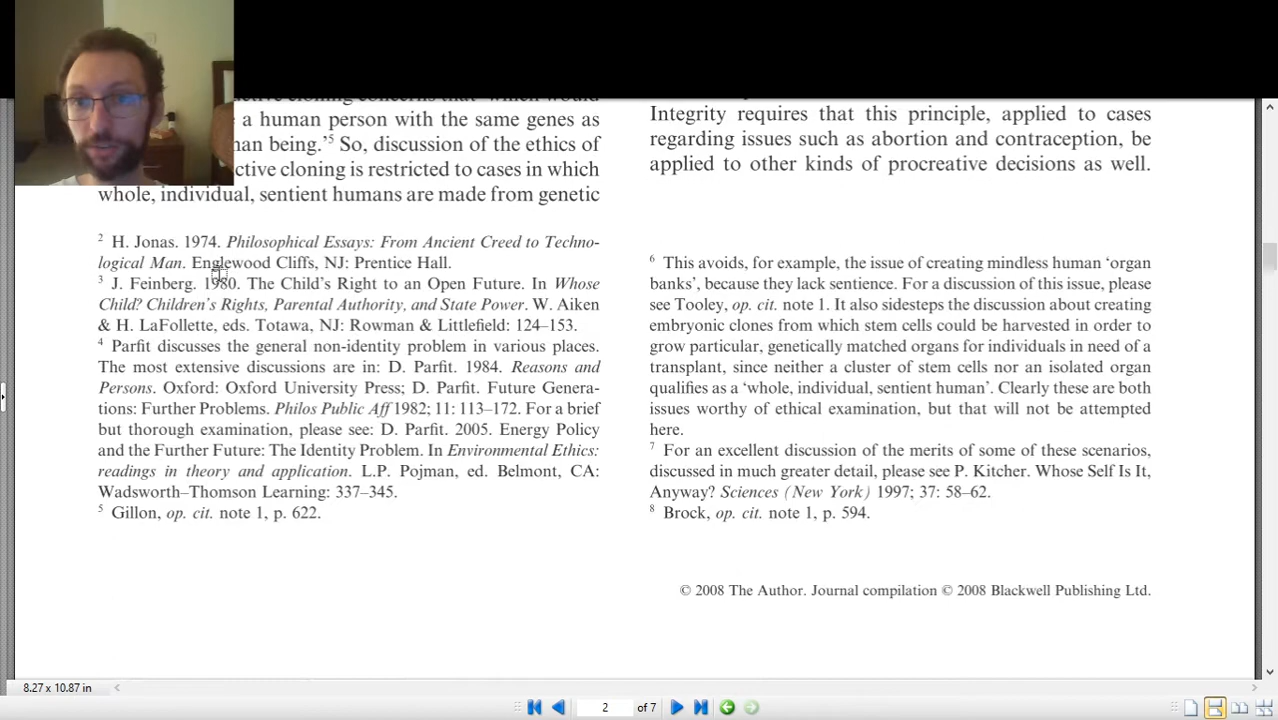 active cloning concerns that 'which would
a human person with the same genes as
an being.'5 So, discussion of the ethics of
ctive cloning is restricted to cases in which
whole, individual, sentient humans are made from genetic
2 H. Jonas. 1974. Philosophical Essays: From Ancient Creed to Techno-
logical Man. Englewood Cliffs, NJ: Prentice Hall.
3 J. Feinberg. 1980. The Child's Right to an Open Future. In Whose
Child? Children's Rights, Parental Authority, and State Power. W. Aiken
& H. LaFollette, eds. Totawa, NJ: Rowman & Littlefield: 124–153.
4 Parfit discusses the general non-identity problem in various places.
The most extensive discussions are in: D. Parfit. 1984. Reasons and
Persons. Oxford: Oxford University Press; D. Parfit. Future Genera-
tions: Further Problems. Philos Public Aff 1982; 11: 113–172. For a brief
but thorough examination, please see: D. Parfit. 2005. Energy Policy
and the Further Future: The Identity Problem. In Environmental Ethics:
readings in theory and application. L.P. Pojman, ed. Belmont, CA:
Wadsworth–Thomson Learning: 337–345.
5 Gillon, op. cit. note 1, p. 622.
Integrity requires that this principle, applied to cases
regarding issues such as abortion and contraception, be
applied to other kinds of procreative decisions as well.
6 This avoids, for example, the issue of creating mindless human 'organ
banks', because they lack sentience. For a discussion of this issue, please
see Tooley, op. cit. note 1. It also sidesteps the discussion about creating
embryonic clones from which stem cells could be harvested in order to
grow particular, genetically matched organs for individuals in need of a
transplant, since neither a cluster of stem cells nor an isolated organ
qualifies as a 'whole, individual, sentient human'. Clearly these are both
issues worthy of ethical examination, but that will not be attempted
here.
7 For an excellent discussion of the merits of some of these scenarios,
discussed in much greater detail, please see P. Kitcher. Whose Self Is It,
Anyway? Sciences (New York) 1997; 37: 58–62.
8 Brock, op. cit. note 1, p. 594.
© 2008 The Author. Journal compilation © 2008 Blackwell Publishing Ltd.
8.27 x 10.87 in
2 of 7